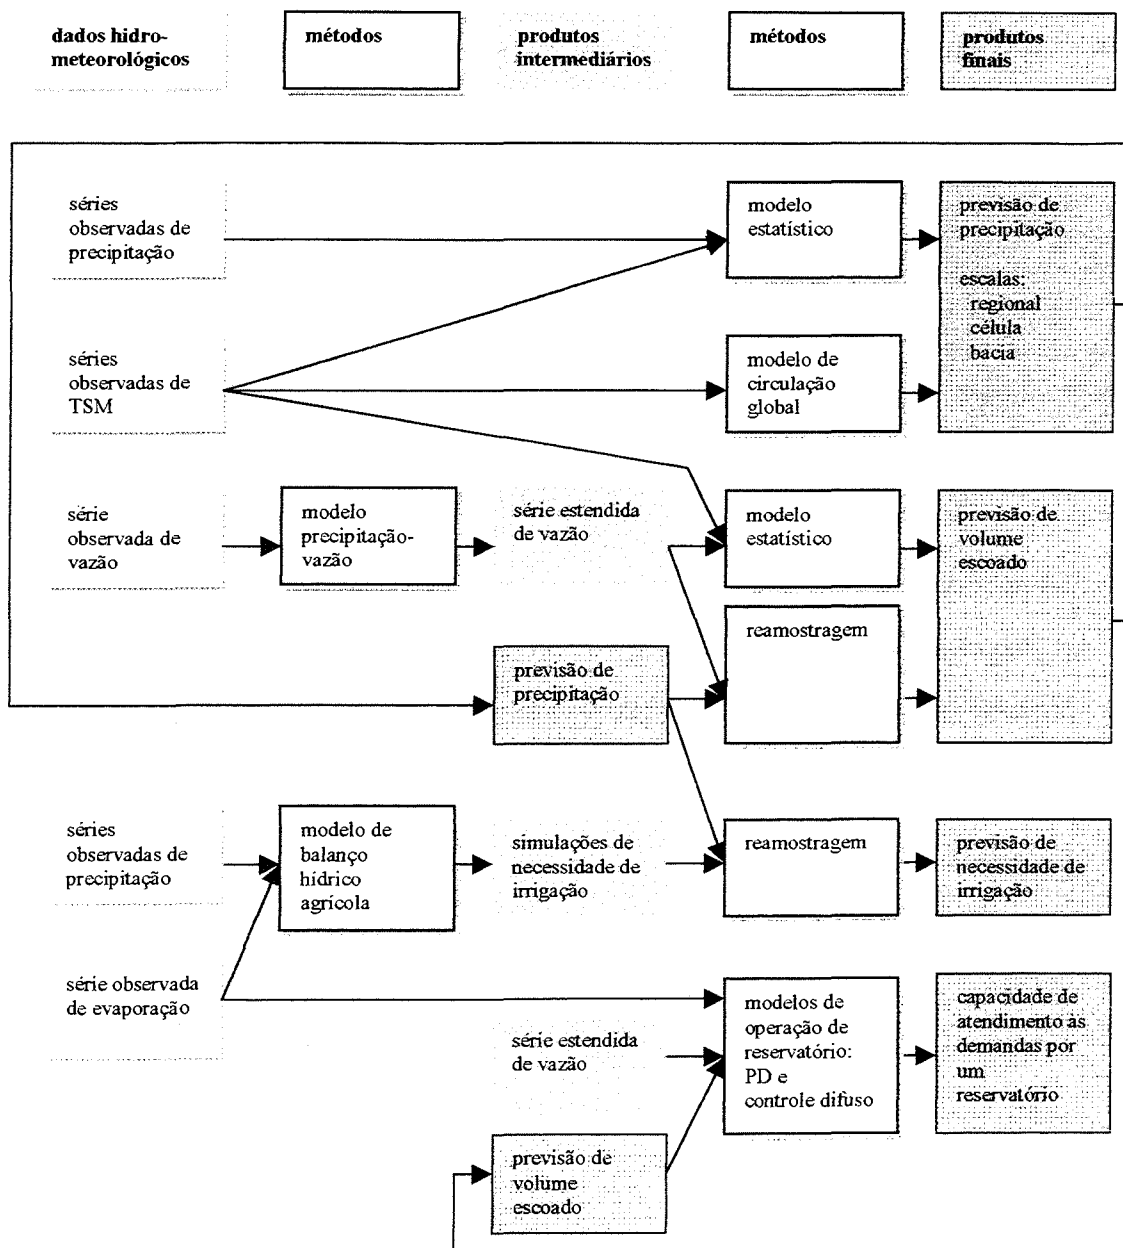 dados hidro-
meteorológicos
métodos
produtos
intermediários
métodos
produtos
finais
séries
observadas de
precipitação
modelo
estatístico
previsão de
precipitação
escalas:
regional
célula
bacia
séries
observadas de
TSM
modelo de
circulação
global
série
observada de
vazão
modelo
precipitação-
vazão
série estendida
de vazão
modelo
estatístico
previsão de
volume
escoado
reamostragem
previsão de
precipitação
séries
observadas de
precipitação
modelo de
balanço
hídrico
agrícola
simulações de
necessidade de
irrigação
reamostragem
previsão de
necessidade de
irrigação
série observada
de evaporação
série estendida
de vazão
modelos de
operação de
reservatório:
PD e
controle difuso
capacidade de
atendimento às
demandas por
um
reservatório
previsão de
volume
escoado